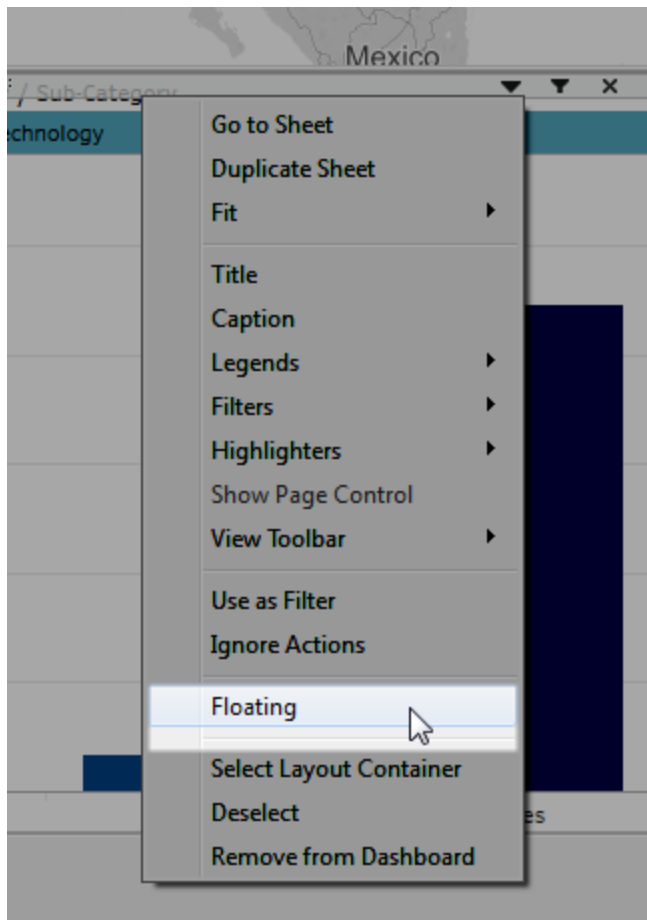 Mexico
/ Sub-Category
echnology
Go to Sheet
Duplicate Sheet
Fit
Title
Caption
Legends
Filters
Highlighters
Show Page Control
View Toolbar
Use as Filter
Ignore Actions
Floating
Select Layout Container
Deselect
Remove from Dashboard
es